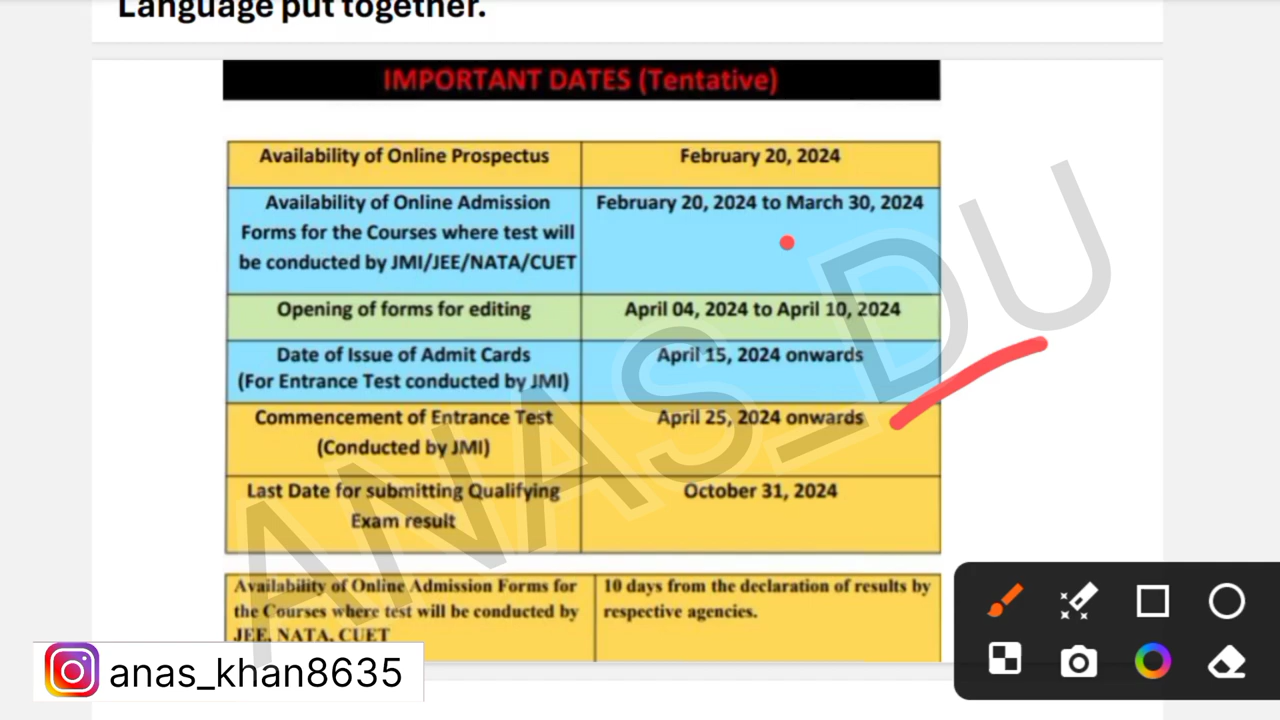 Language put together.
IMPORTANT DATES (Tentative)
Availability of Online Prospectus
February 20, 2024
Availability of Online Admission
Forms for the Courses where test will
be conducted by JMI/JEE/NATA/CUET
February 20, 2024 to March 30, 2024
Opening of forms for editing
April 04, 2024 to April 10, 2024
Date of Issue of Admit Cards
(For Entrance Test conducted by JMI)
April 15, 2024 onwards
Commencement of Entrance Test
(Conducted by JMI)
April 25, 2024 onwards
Last Date for submitting Qualifying
Exam result
October 31, 2024
Availability of Online Admission Forms for
the Courses where test will be conducted by
JEE, NATA, CUET
10 days from the declaration of results by
respective agencies.
ANAS_DU
anas_khan8635